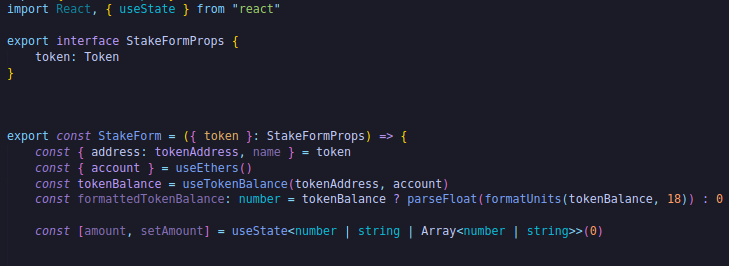 import React, { useState } from "react"
export interface StakeFormProps {
    token: Token
}
export const StakeForm = ({ token }: StakeFormProps) => {
    const { address: tokenAddress, name } = token
    const { account } = useEthers()
    const tokenBalance = useTokenBalance(tokenAddress, account)
    const formattedTokenBalance: number = tokenBalance ? parseFloat(formatUnits(tokenBalance, 18)) : 0
    const [amount, setAmount] = useState<number | string | Array<number | string>>(0)